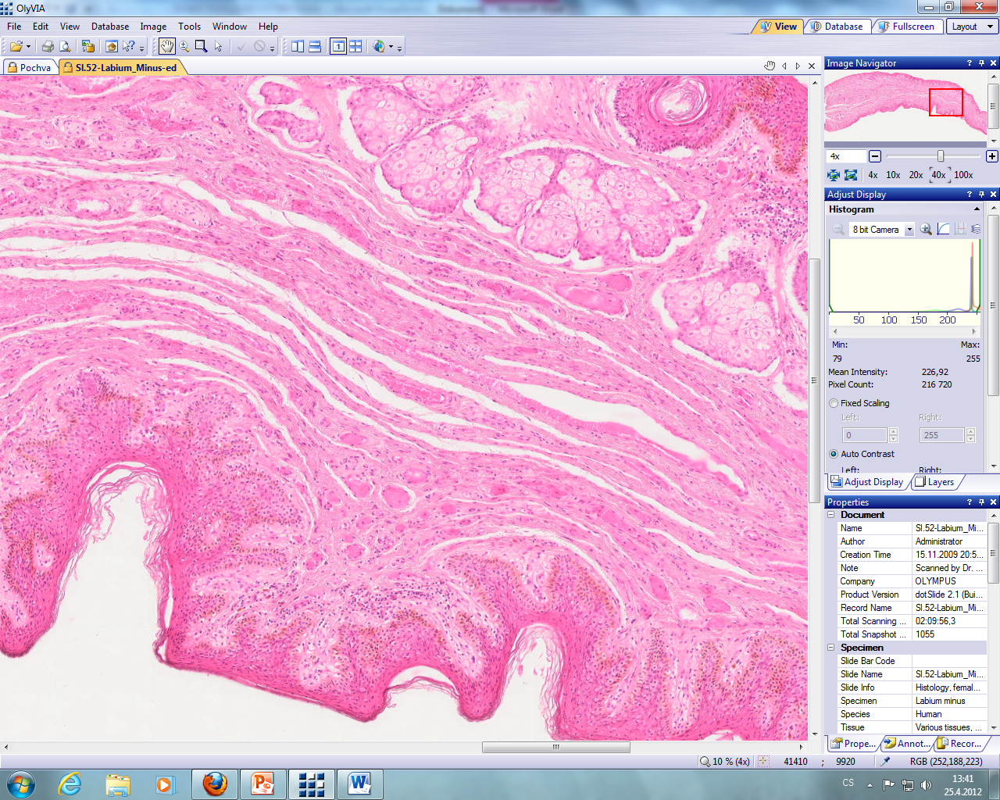 OlyVIA
File Edit View Database Image Tools Window Help
View Database Fullscreen Layout
Pochva Sl.52-Labium_Minus-ed
Image Navigator
4x
4x 10x 20x 40x 100x
Adjust Display
Histogram
8 bit Camera
50 100 150 200
Min: Max:
79 255
Mean Intensity: 226,92
Pixel Count: 216 720
Fixed Scaling
Left: Right:
0 255
Auto Contrast
Left: Right:
Adjust Display Layers
Properties
Document
Name Sl.52-Labium_Mi...
Author Administrator
Creation Time 15.11.2009 20:5...
Note Scanned by Dr. ...
Company OLYMPUS
Product Version dotSlide 2.1 (Bui...
Record Name Sl.52-Labium_Mi...
Total Scanning ... 02:09:56,3
Total Snapshot ... 1055
Specimen
Slide Bar Code
Slide Name Sl.52-Labium_Mi...
Slide Info Histology, femal...
Specimen Labium minus
Species Human
Tissue Various tissues, ...
Prope... Annot... Recor...
10 % (4x) 41410 ; 9920 RGB (252,188,223)
CS 13:41
25.4.2012